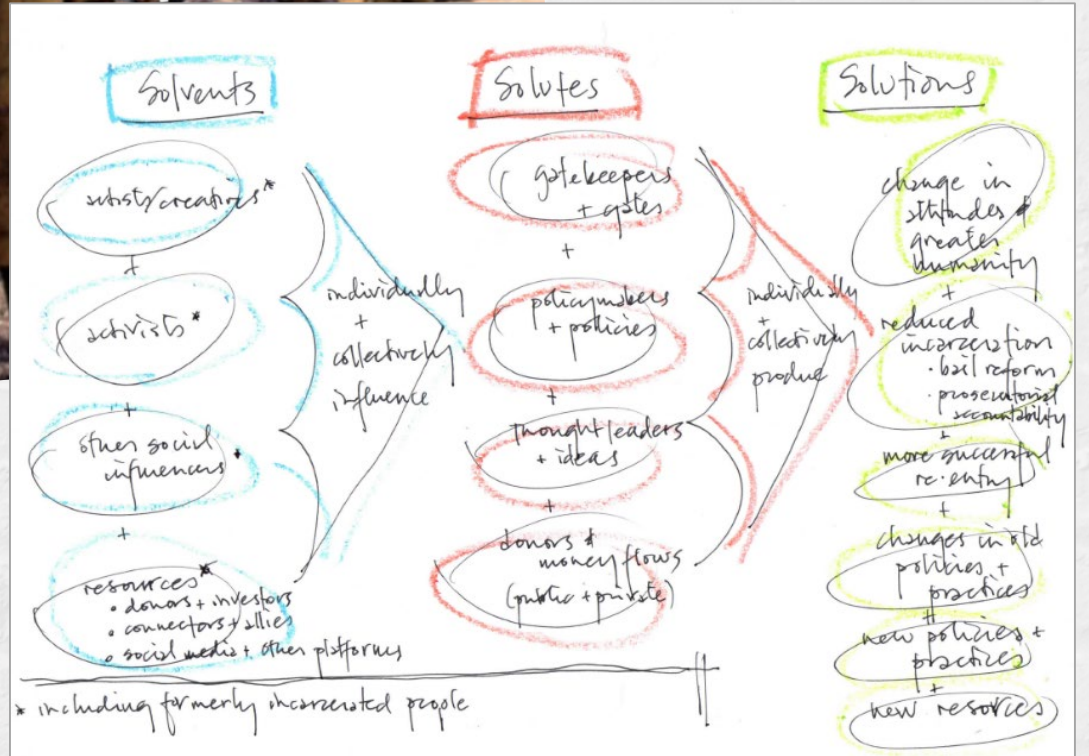 Solvents
artists/creatives*
+
activists*
+
other social
influencers*
+
resources*
• donors + investors
• connectors + allies
• social media + other platforms
individually
+
collectively
influence
Solutes
gatekeepers
+ gates
+
policymakers
+ policies
+
thought leaders
+ ideas
+
donors &
money flows
(public + private)
individually
+
collectively
produce
Solutions
change in
attitudes &
greater
humanity
+
reduced
incarceration
• bail reform
• prosecutorial
accountability
+
more successful
re-entry
+
changes in old
policies +
practices
+
new policies +
practices
+
new resources
* including formerly incarcerated people